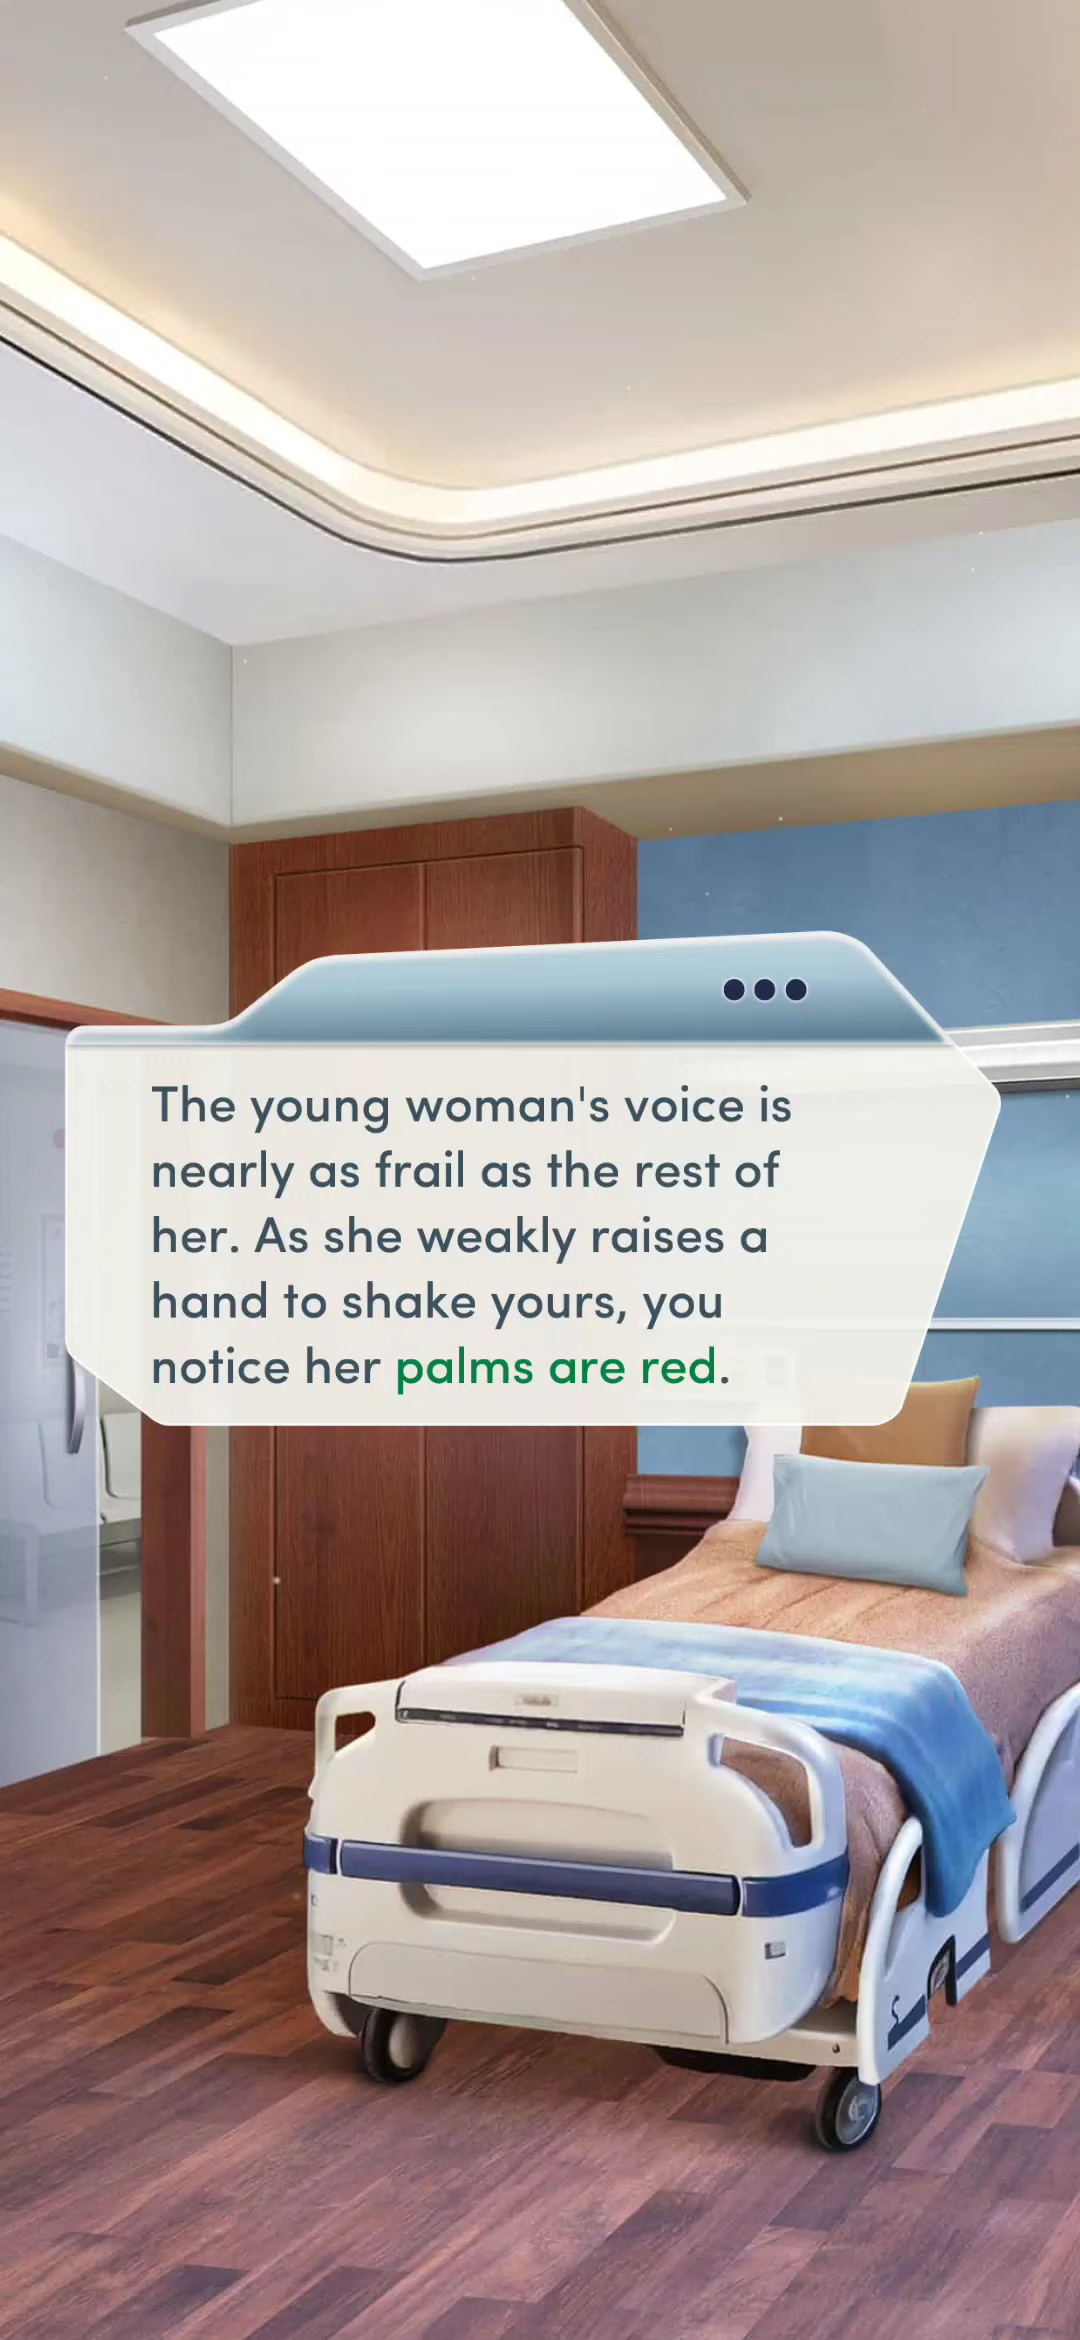 The young woman's voice is
nearly as frail as the rest of
her. As she weakly raises a
hand to shake yours, you
notice her palms are red.